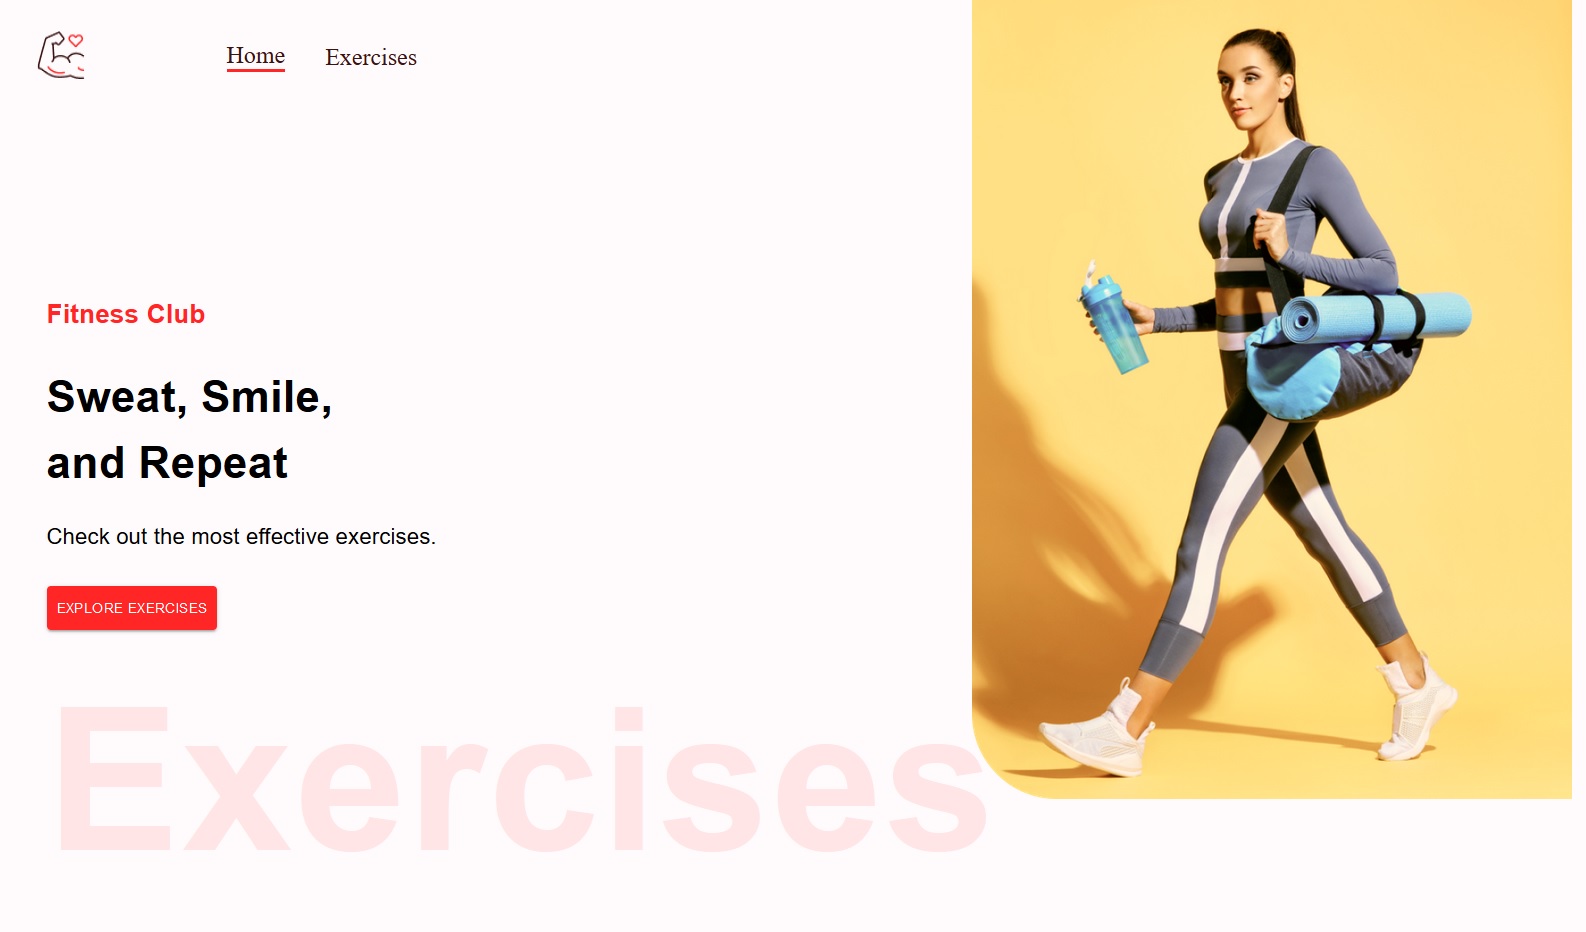 Home
Exercises
Fitness Club
Sweat, Smile,
and Repeat
Check out the most effective exercises.
EXPLORE EXERCISES
Exercises